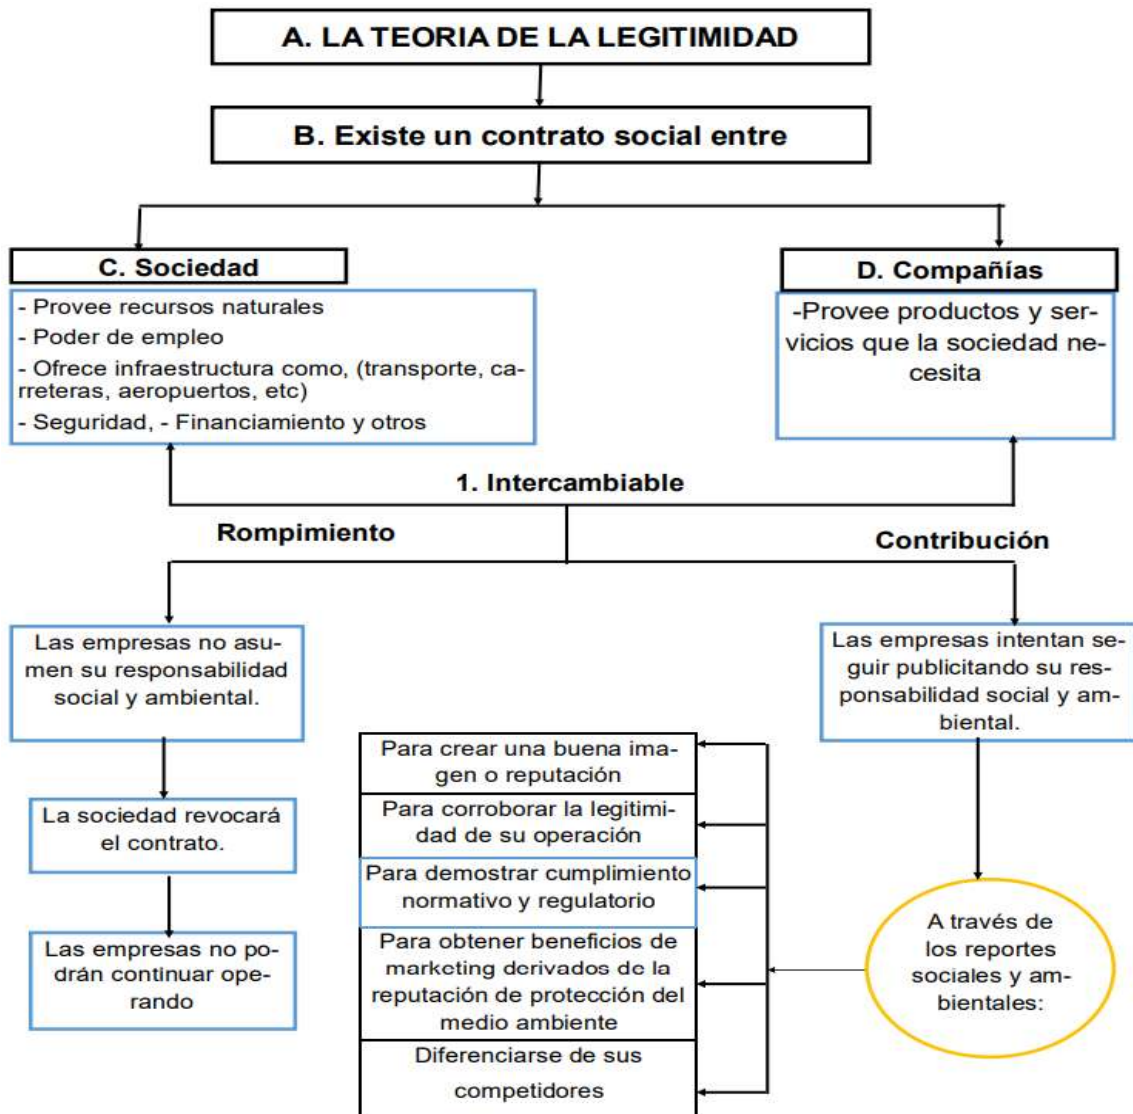 A. LA TEORIA DE LA LEGITIMIDAD
B. Existe un contrato social entre
C. Sociedad
- Provee recursos naturales
- Poder de empleo
- Ofrece infraestructura como, (transporte, ca-
rreteras, aeropuertos, etc)
- Seguridad, - Financiamiento y otros
D. Compañías
-Provee productos y ser-
vicios que la sociedad ne-
cesita
1. Intercambiable
Rompimiento
Contribución
Las empresas no asu-
men su responsabilidad
social y ambiental.
La sociedad revocará
el contrato.
Las empresas no po-
drán continuar ope-
rando
Las empresas intentan se-
guir publicitando su res-
ponsabilidad social y am-
biental.
A través de
los reportes
sociales y am-
bientales:
Para crear una buena ima-
gen o reputación
Para corroborar la legitimi-
dad de su operación
Para demostrar cumplimiento
normativo y regulatorio
Para obtener beneficios de
marketing derivados de la
reputación de protección del
medio ambiente
Diferenciarse de sus
competidores